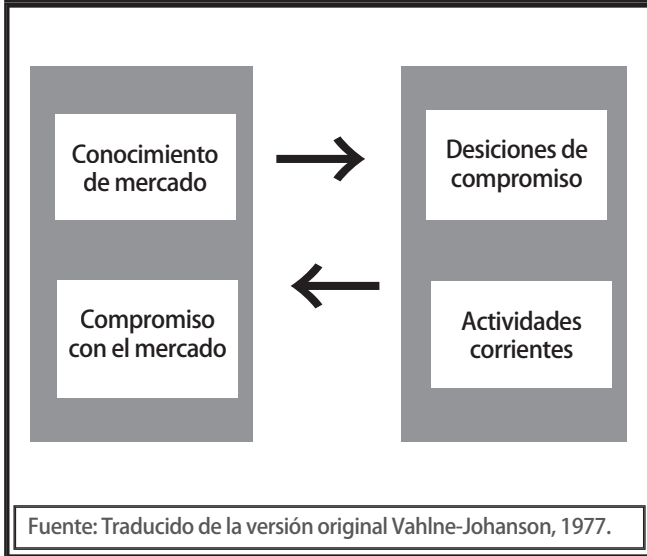 Conocimiento
de mercado
Desiciones de
compromiso
Compromiso
con el mercado
Actividades
corrientes
Fuente: Traducido de la versión original Vahlne-Johanson, 1977.